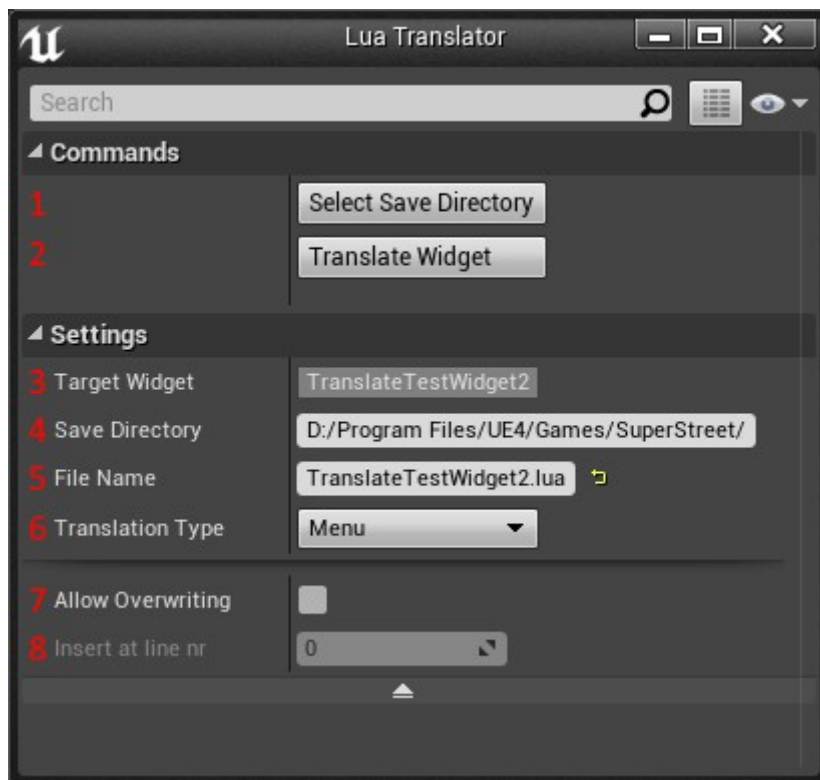 Lua Translator
Search
Commands
1 Select Save Directory
2 Translate Widget
Settings
3 Target Widget TranslateTestWidget2
4 Save Directory D:/Program Files/UE4/Games/SuperStreet/
5 File Name TranslateTestWidget2.lua
6 Translation Type Menu
7 Allow Overwriting
8 Insert at line nr 0